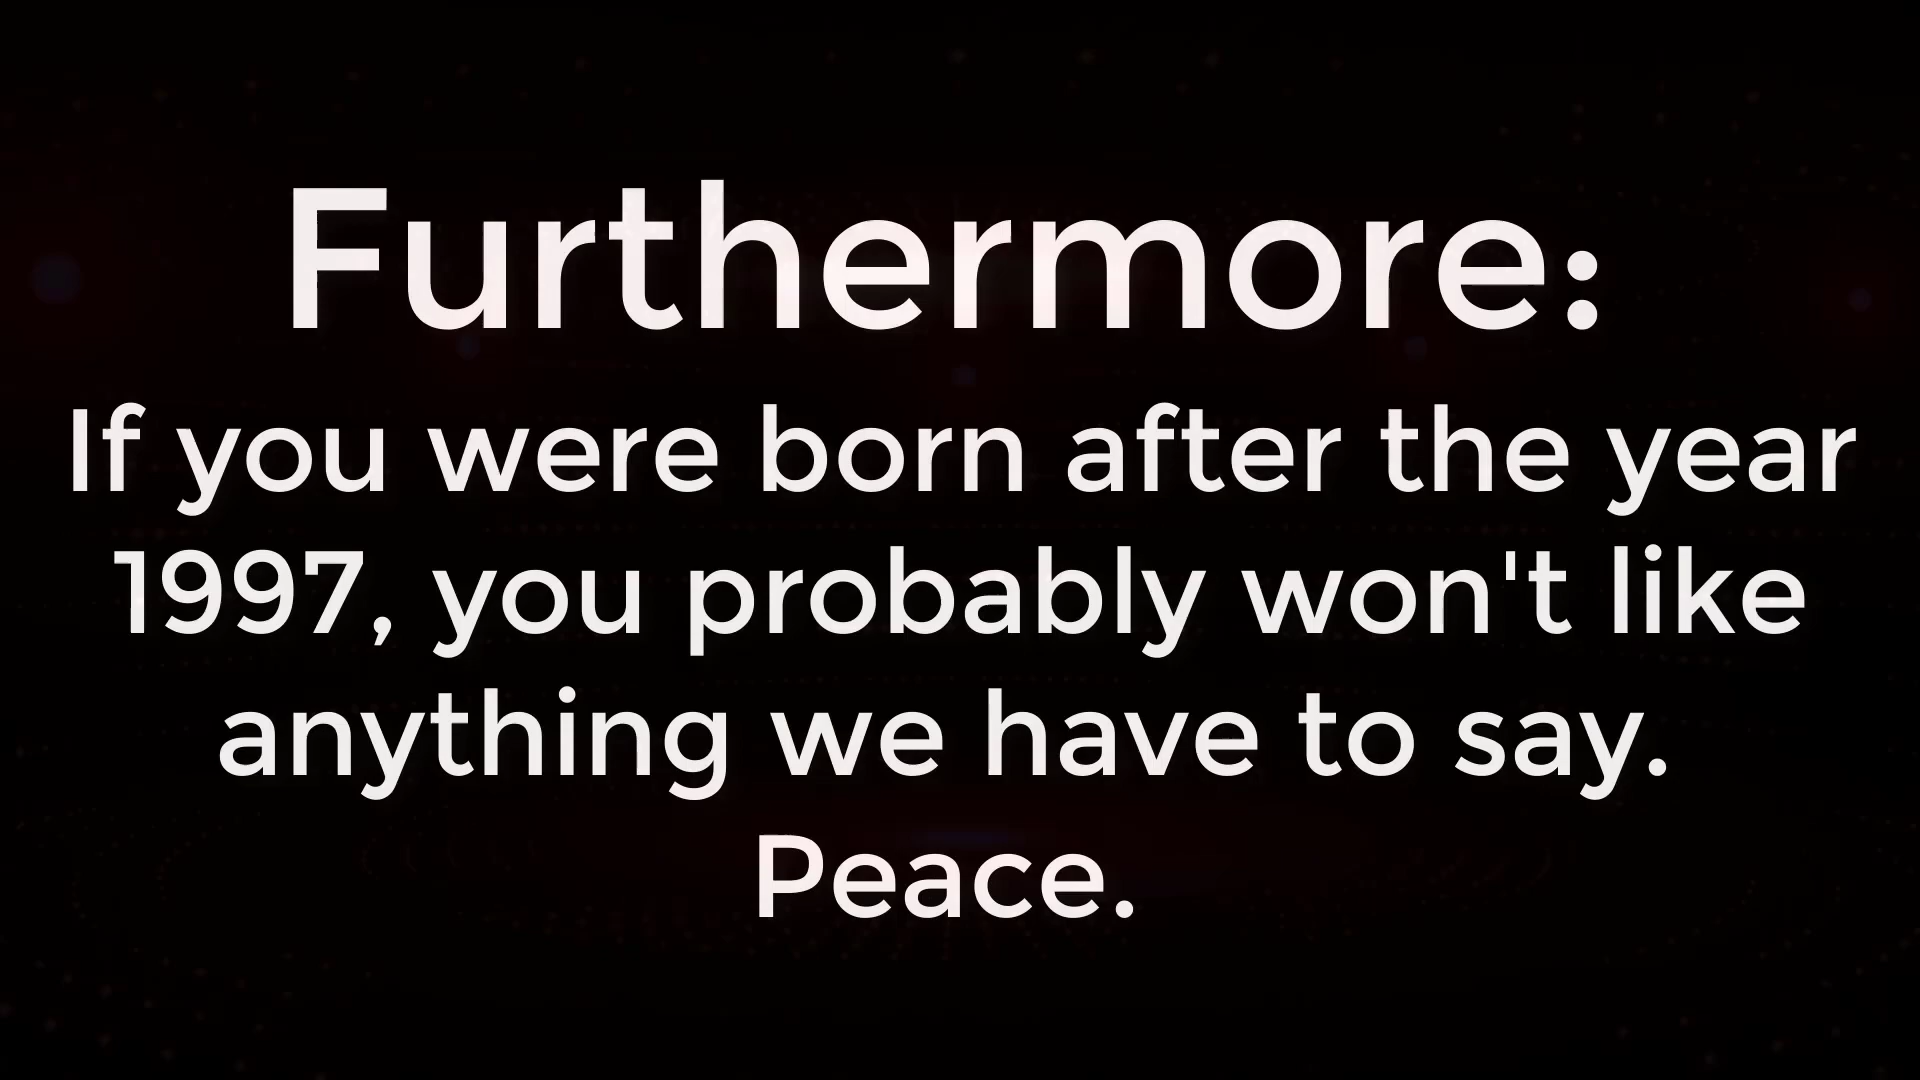 Furthermore:
If you were born after the year
1997, you probably won't like
anything we have to say.
Peace.